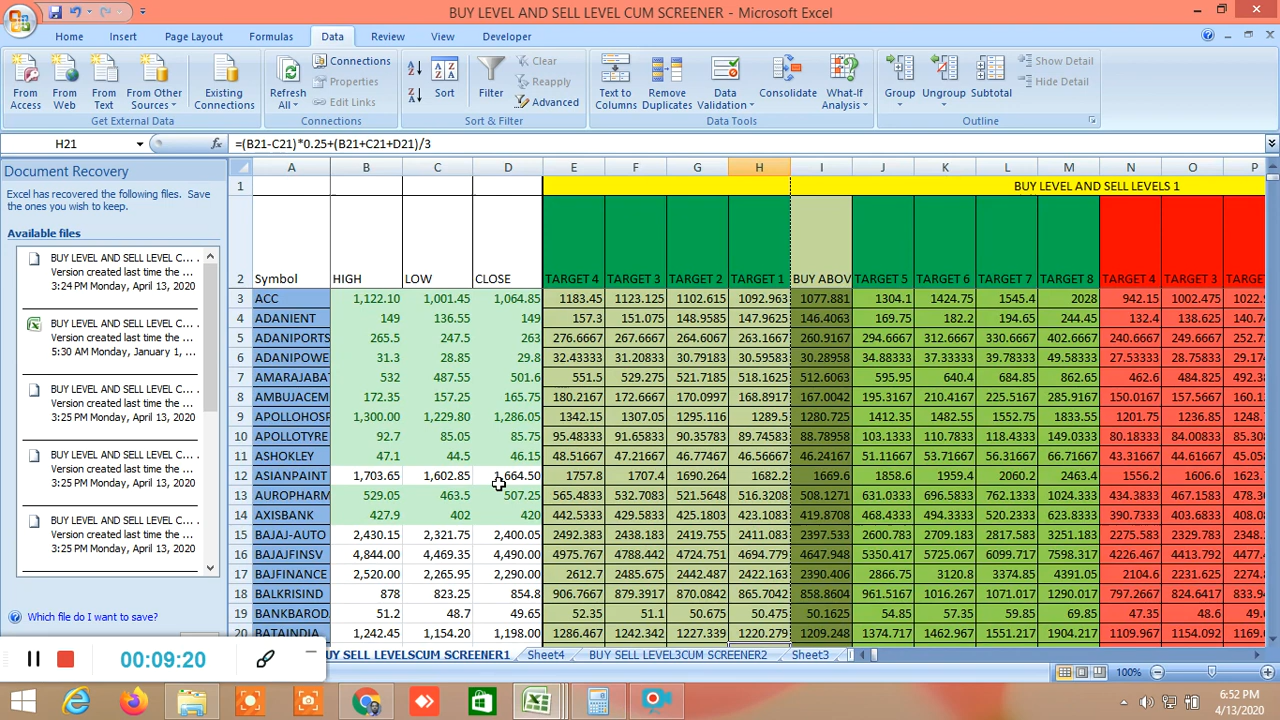 BUY LEVEL AND SELL LEVEL CUM SCREENER - Microsoft Excel
Home Insert Page Layout Formulas Data Review View Developer
From Access From Web From Text From Other Sources Existing Connections Refresh All Connections Properties Edit Links Sort Filter Clear Reapply Advanced Text to Columns Remove Duplicates Data Validation Consolidate What-If Analysis Group Ungroup Subtotal Show Detail Hide Detail
Get External Data Connections Sort & Filter Data Tools Outline
H21 fx =(B21-C21)*0.25+(B21+C21+D21)/3
Document Recovery
Excel has recovered the following files. Save the ones you wish to keep.
Available files
BUY LEVEL AND SELL LEVEL C... .
Version created last time the ...
3:24 PM Monday, April 13, 2020
BUY LEVEL AND SELL LEVEL C... .
Version created last time the ...
5:30 AM Monday, January 1, ...
BUY LEVEL AND SELL LEVEL C... .
Version created last time the ...
3:25 PM Monday, April 13, 2020
BUY LEVEL AND SELL LEVEL C... .
Version created last time the ...
3:25 PM Monday, April 13, 2020
BUY LEVEL AND SELL LEVEL C... .
Version created last time the ...
3:25 PM Monday, April 13, 2020
Which file do I want to save?
A B C D E F G H I J K L M N O P
1 BUY LEVEL AND SELL LEVELS 1
2 Symbol HIGH LOW CLOSE TARGET 4 TARGET 3 TARGET 2 TARGET 1 BUY ABOV TARGET 5 TARGET 6 TARGET 7 TARGET 8 TARGET 4 TARGET 3 TARGET
3 ACC 1,122.10 1,001.45 1,064.85 1183.45 1123.125 1102.615 1092.963 1077.881 1304.1 1424.75 1545.4 2028 942.15 1002.475 1022.
4 ADANIENT 149 136.55 149 157.3 151.075 148.9585 147.9625 146.4063 169.75 182.2 194.65 244.45 132.4 138.625 140.7
5 ADANIPORTS 265.5 247.5 263 276.6667 267.6667 264.6067 263.1667 260.9167 294.6667 312.6667 330.6667 402.6667 240.6667 249.6667 252.7
6 ADANIPOWE 31.3 28.85 29.8 32.43333 31.20833 30.79183 30.59583 30.28958 34.88333 37.33333 39.78333 49.58333 27.53333 28.75833 29.17
7 AMARAJABA 532 487.55 501.6 551.5 529.275 521.7185 518.1625 512.6063 595.95 640.4 684.85 862.65 462.6 484.825 492.3
8 AMBUJACEM 172.35 157.25 165.75 180.2167 172.6667 170.0997 168.8917 167.0042 195.3167 210.4167 225.5167 285.9167 150.0167 157.5667 160.1
9 APOLLOHOSP 1,300.00 1,229.80 1,286.05 1342.15 1307.05 1295.116 1289.5 1280.725 1412.35 1482.55 1552.75 1833.55 1201.75 1236.85 1248.
10 APOLLOTYRE 92.7 85.05 85.75 95.48333 91.65833 90.35783 89.74583 88.78958 103.1333 110.7833 118.4333 149.0333 80.18333 84.00833 85.30
11 ASHOKLEY 47.1 44.5 46.15 48.51667 47.21667 46.77467 46.56667 46.24167 51.11667 53.71667 56.31667 66.71667 43.31667 44.61667 45.0
12 ASIANPAINT 1,703.65 1,602.85 1,664.50 1757.8 1707.4 1690.264 1682.2 1669.6 1858.6 1959.4 2060.2 2463.4 1556.2 1606.6 1623.
13 AUROPHARM 529.05 463.5 507.25 565.4833 532.7083 521.5648 516.3208 508.1271 631.0333 696.5833 762.1333 1024.333 434.3833 467.1583 478.3
14 AXISBANK 427.9 402 420 442.5333 429.5833 425.1803 423.1083 419.8708 468.4333 494.3333 520.2333 623.8333 390.7333 403.6833 408.0
15 BAJAJ-AUTO 2,430.15 2,321.75 2,400.05 2492.383 2438.183 2419.755 2411.083 2397.533 2600.783 2709.183 2817.583 3251.183 2275.583 2329.783 2348.
16 BAJAJFINSV 4,844.00 4,469.35 4,490.00 4975.767 4788.442 4724.751 4694.779 4647.948 5350.417 5725.067 6099.717 7598.317 4226.467 4413.792 4477.
17 BAJFINANCE 2,520.00 2,265.95 2,290.00 2612.7 2485.675 2442.487 2422.163 2390.406 2866.75 3120.8 3374.85 4391.05 2104.6 2231.625 2274.
18 BALKRISIND 878 823.25 854.8 906.7667 879.3917 870.0842 865.7042 858.8604 961.5167 1016.267 1071.017 1290.017 797.2667 824.6417 833.9
19 BANKBAROD 51.2 48.7 49.65 52.35 51.1 50.675 50.475 50.1625 54.85 57.35 59.85 69.85 47.35 48.6 49.0
20 BATAINDIA 1,242.45 1,154.20 1,198.00 1286.467 1242.342 1227.339 1220.279 1209.248 1374.717 1462.967 1551.217 1904.217 1109.967 1154.092 1169.
00:09:20
BUY SELL LEVELSCUM SCREENER1 Sheet4 BUY SELL LEVEL3CUM SCREENER2 Sheet3
100%
6:52 PM
4/13/2020